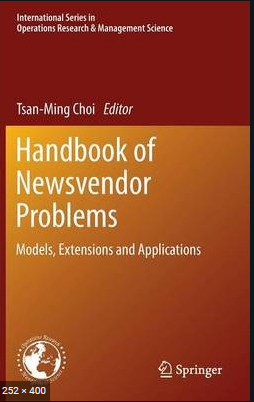 International Series in
Operations Research & Management Science
Tsan-Ming Choi Editor
Handbook of
Newsvendor
Problems
Models, Extensions and Applications
Springer
252 × 400